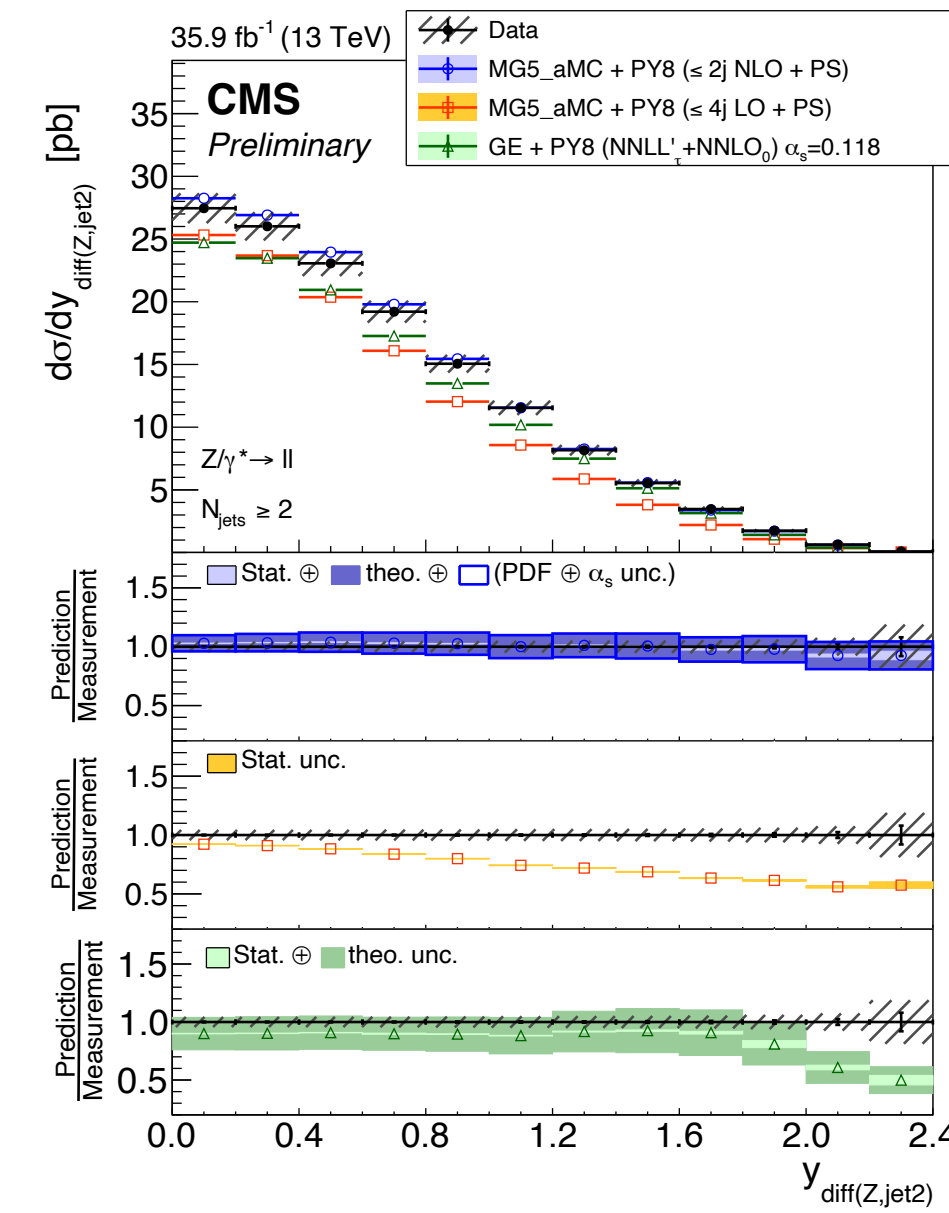 35.9 fb⁻¹ (13 TeV)
Data
MG5_aMC + PY8 (≤ 2j NLO + PS)
MG5_aMC + PY8 (≤ 4j LO + PS)
GE + PY8 (NNLL'τ+NNLO₀) αs=0.118
CMS
Preliminary
dσ/dy diff(Z,jet2) [pb]
35
30
25
20
15
10
5
Z/γ*→ ll
Njets ≥ 2
Stat. ⊕ theo. ⊕ (PDF ⊕ αs unc.)
Prediction
Measurement
1.5
1.0
0.5
Stat. unc.
Prediction
Measurement
1.5
1.0
0.5
Stat. ⊕ theo. unc.
Prediction
Measurement
1.5
1.0
0.5
0.0 0.4 0.8 1.2 1.6 2.0 2.4
y diff(Z,jet2)